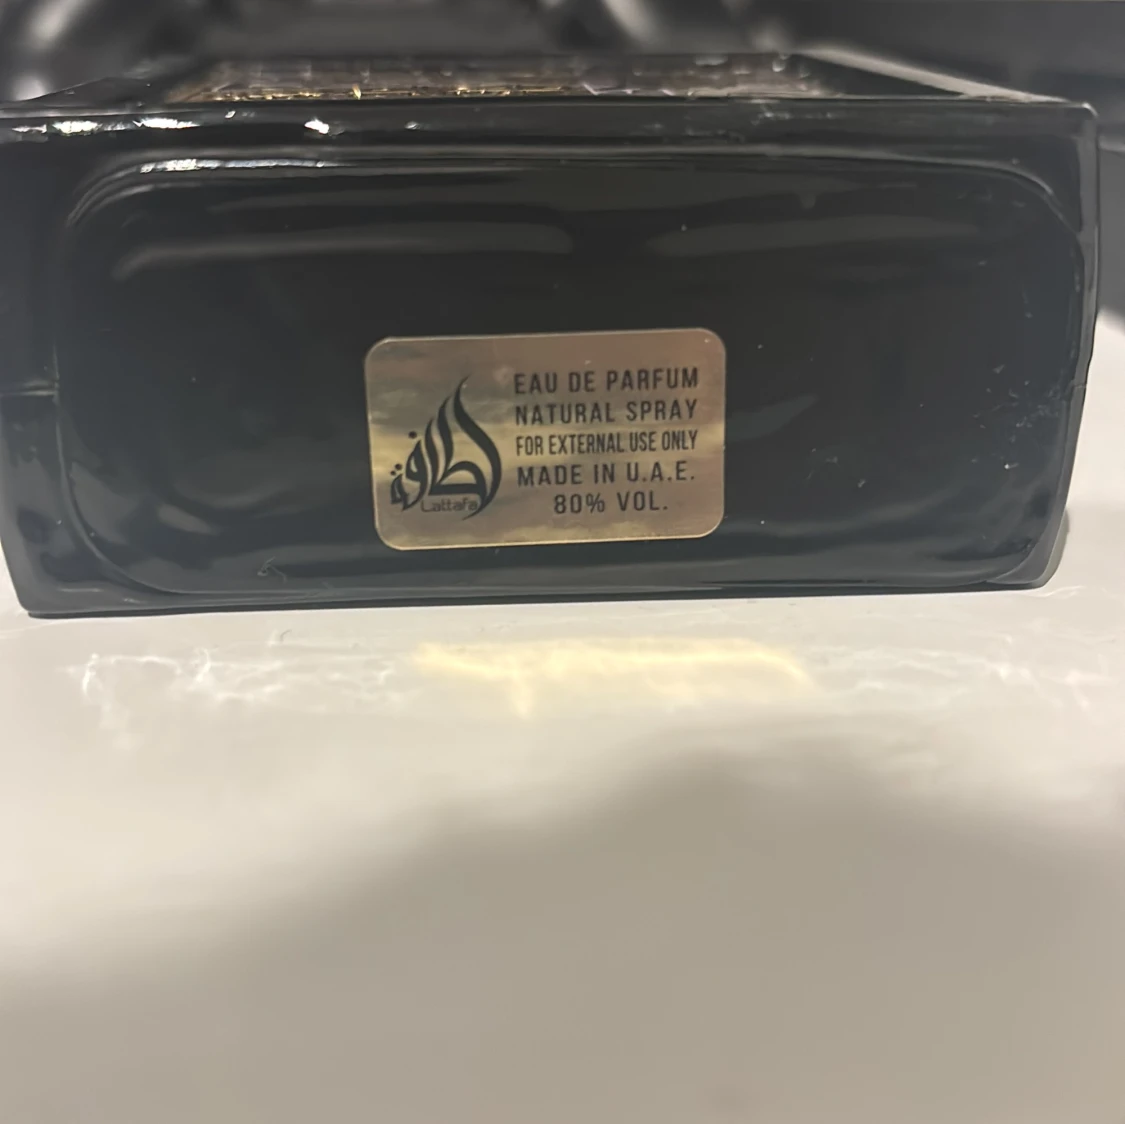 لطافة
Lattafa
EAU DE PARFUM
NATURAL SPRAY
FOR EXTERNAL USE ONLY
MADE IN U.A.E.
80% VOL.